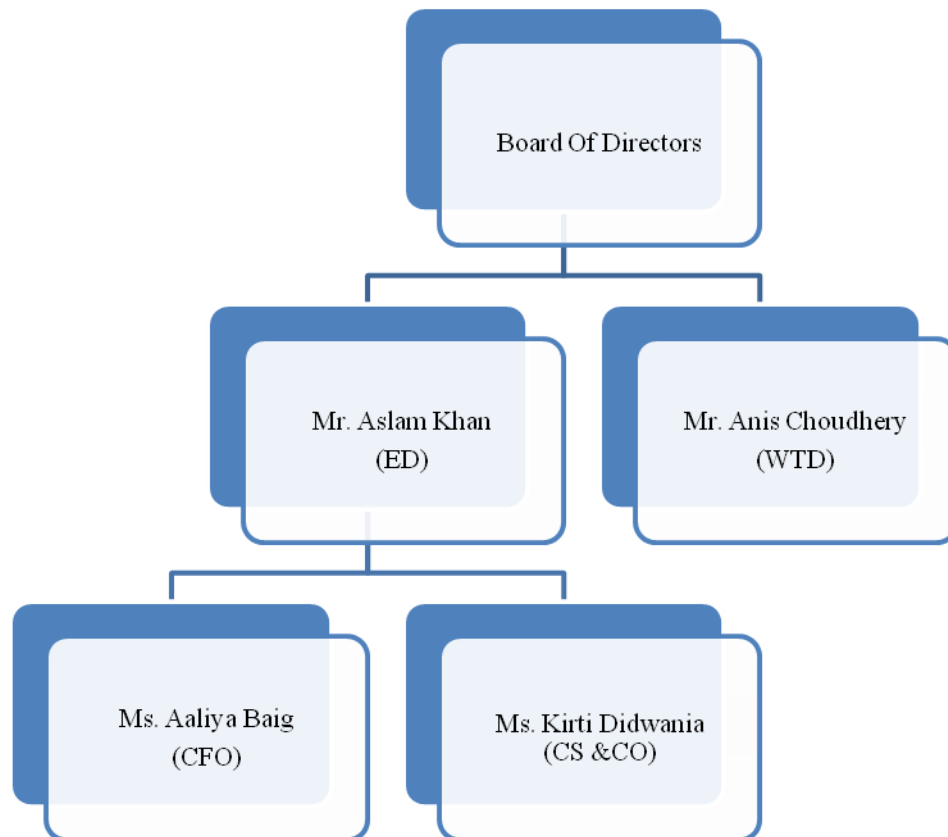 Board Of Directors
Mr. Aslam Khan
(ED)
Mr. Anis Choudhery
(WTD)
Ms. Aaliya Baig
(CFO)
Ms. Kirti Didwania
(CS &CO)